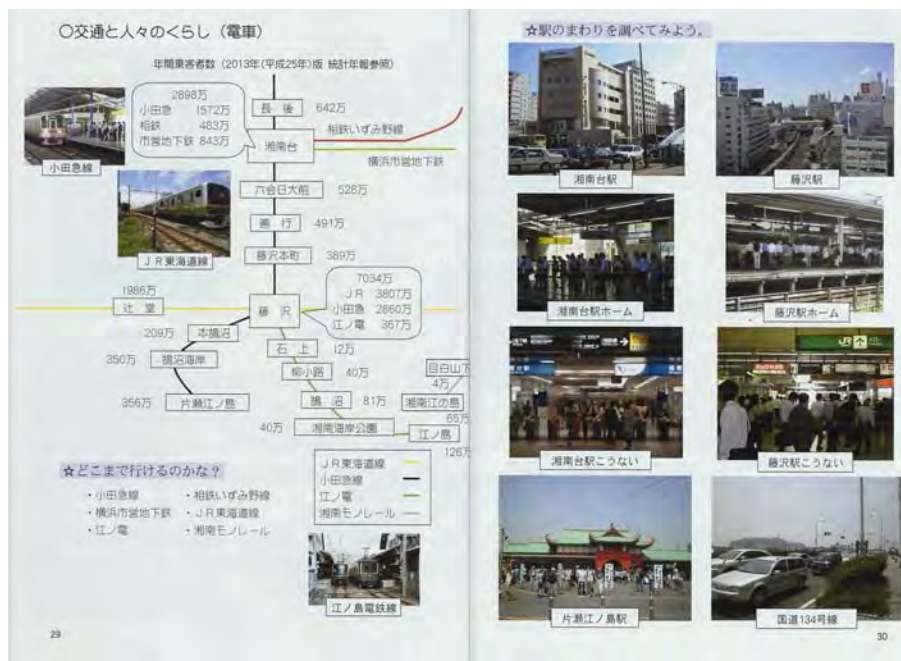 ○交通と人々のくらし（電車）
年間乗客者数（2013年（平成25年）版 統計年報参照）
2898万
小田急 1572万
相鉄 483万
市営地下鉄 843万
長後 642万
相鉄いずみ野線
湘南台
横浜市営地下鉄
小田急線
六会日大前 528万
善行 491万
JR東海道線
藤沢本町 389万
7034万
JR 3807万
小田急 2860万
江ノ電 367万
1986万
辻堂
藤沢
209万 本鵠沼
石上 12万
350万 鵠沼海岸
柳小路 40万
目白山下
4万
356万 片瀬江ノ島
鵠沼 81万
湘南江の島
65万
40万 湘南海岸公園
江ノ島
126万
☆どこまで行けるのかな？
・小田急線 ・相鉄いずみ野線
・横浜市営地下鉄 ・JR東海道線
・江ノ電 ・湘南モノレール
JR東海道線
小田急線
江ノ電
湘南モノレール
江ノ島電鉄線
29
☆駅のまわりを調べてみよう。
湘南台駅
藤沢駅
湘南台駅ホーム
藤沢駅ホーム
JR
湘南台駅こうない
藤沢駅こうない
片瀬江ノ島駅
国道134号線
30